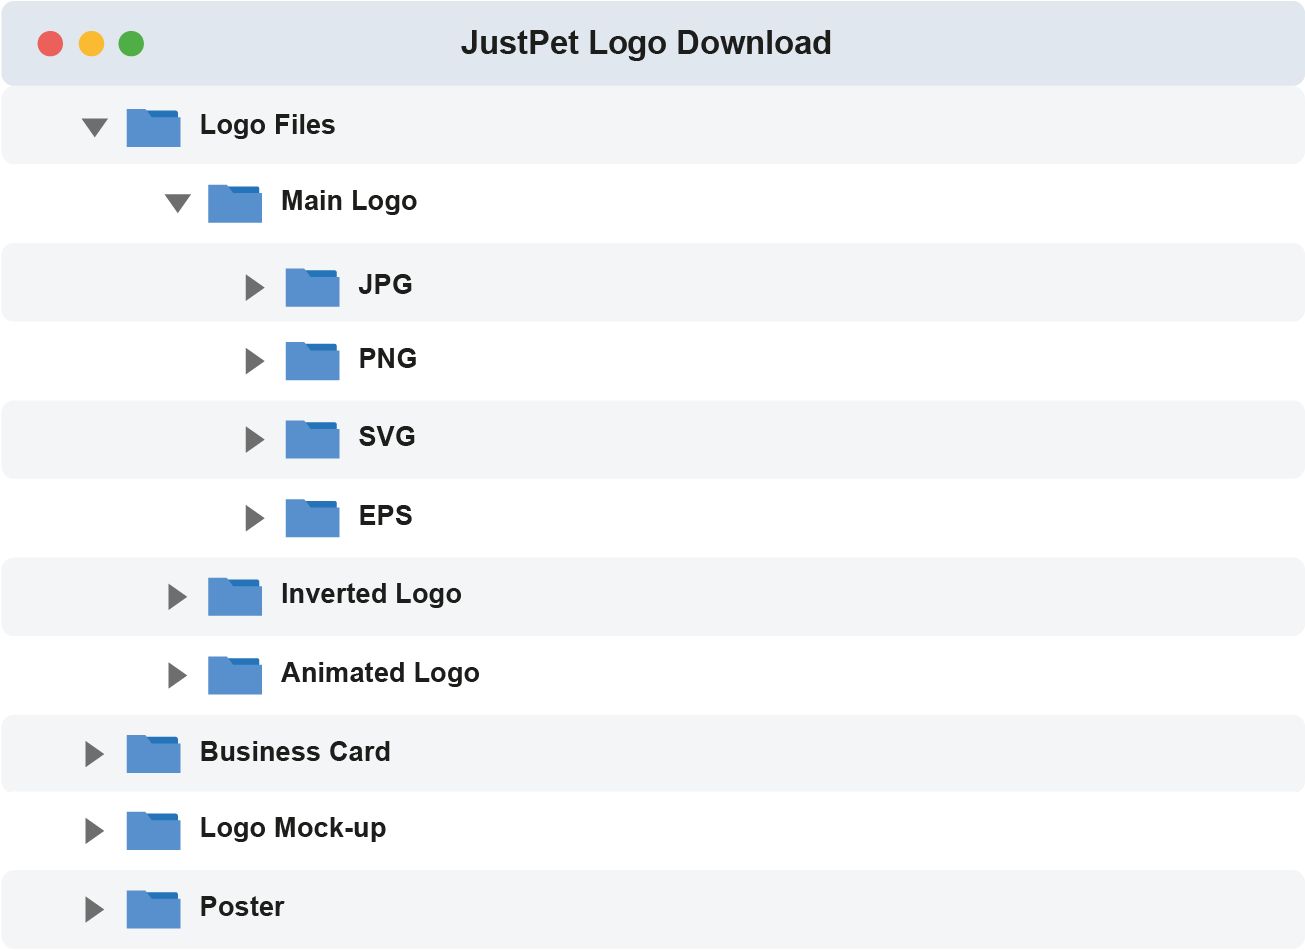 JustPet Logo Download
Logo Files
Main Logo
JPG
PNG
SVG
EPS
Inverted Logo
Animated Logo
Business Card
Logo Mock-up
Poster